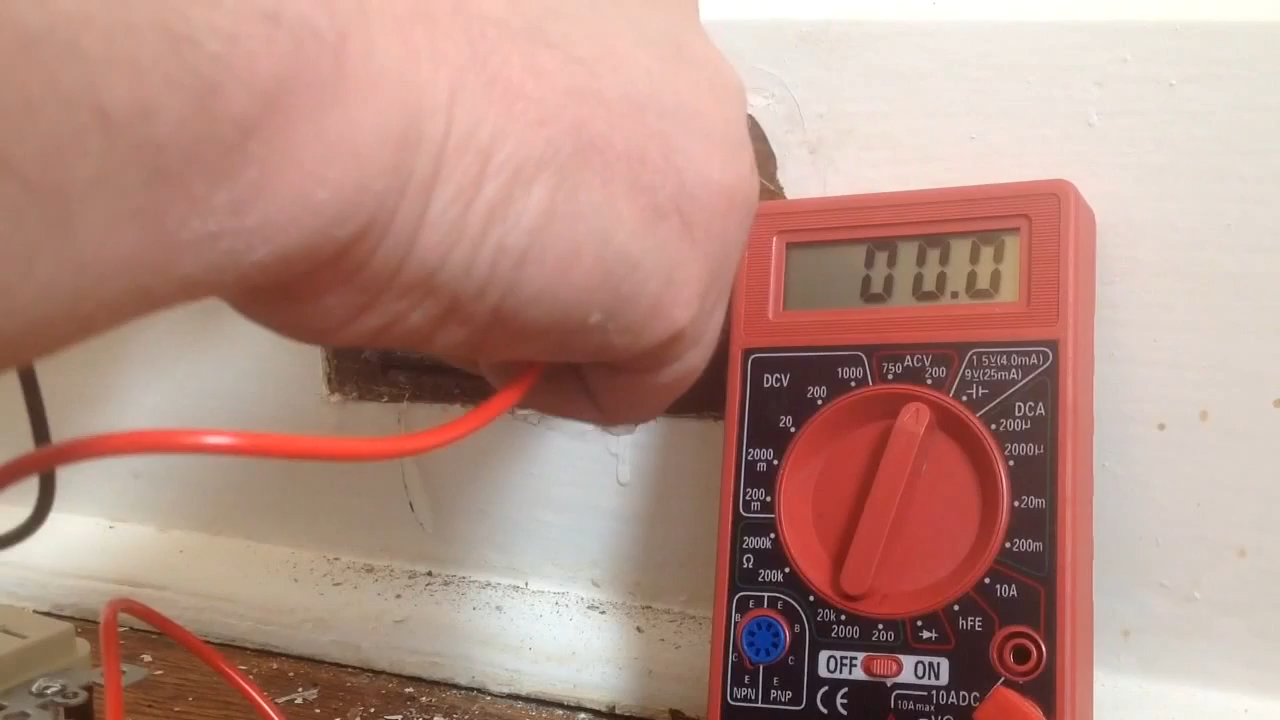 00.0
DCV
1000
750
ACV
200
1.5V(4.0mA)
9V(25mA)
200
20
2000
m
200
m
DCA
200µ
2000µ
20m
200m
10A
hFE
2000k
Ω
200k
20k
2000
200
E E
B B
C C
E E
NPN PNP
OFF ON
CE
10A max
10ADC